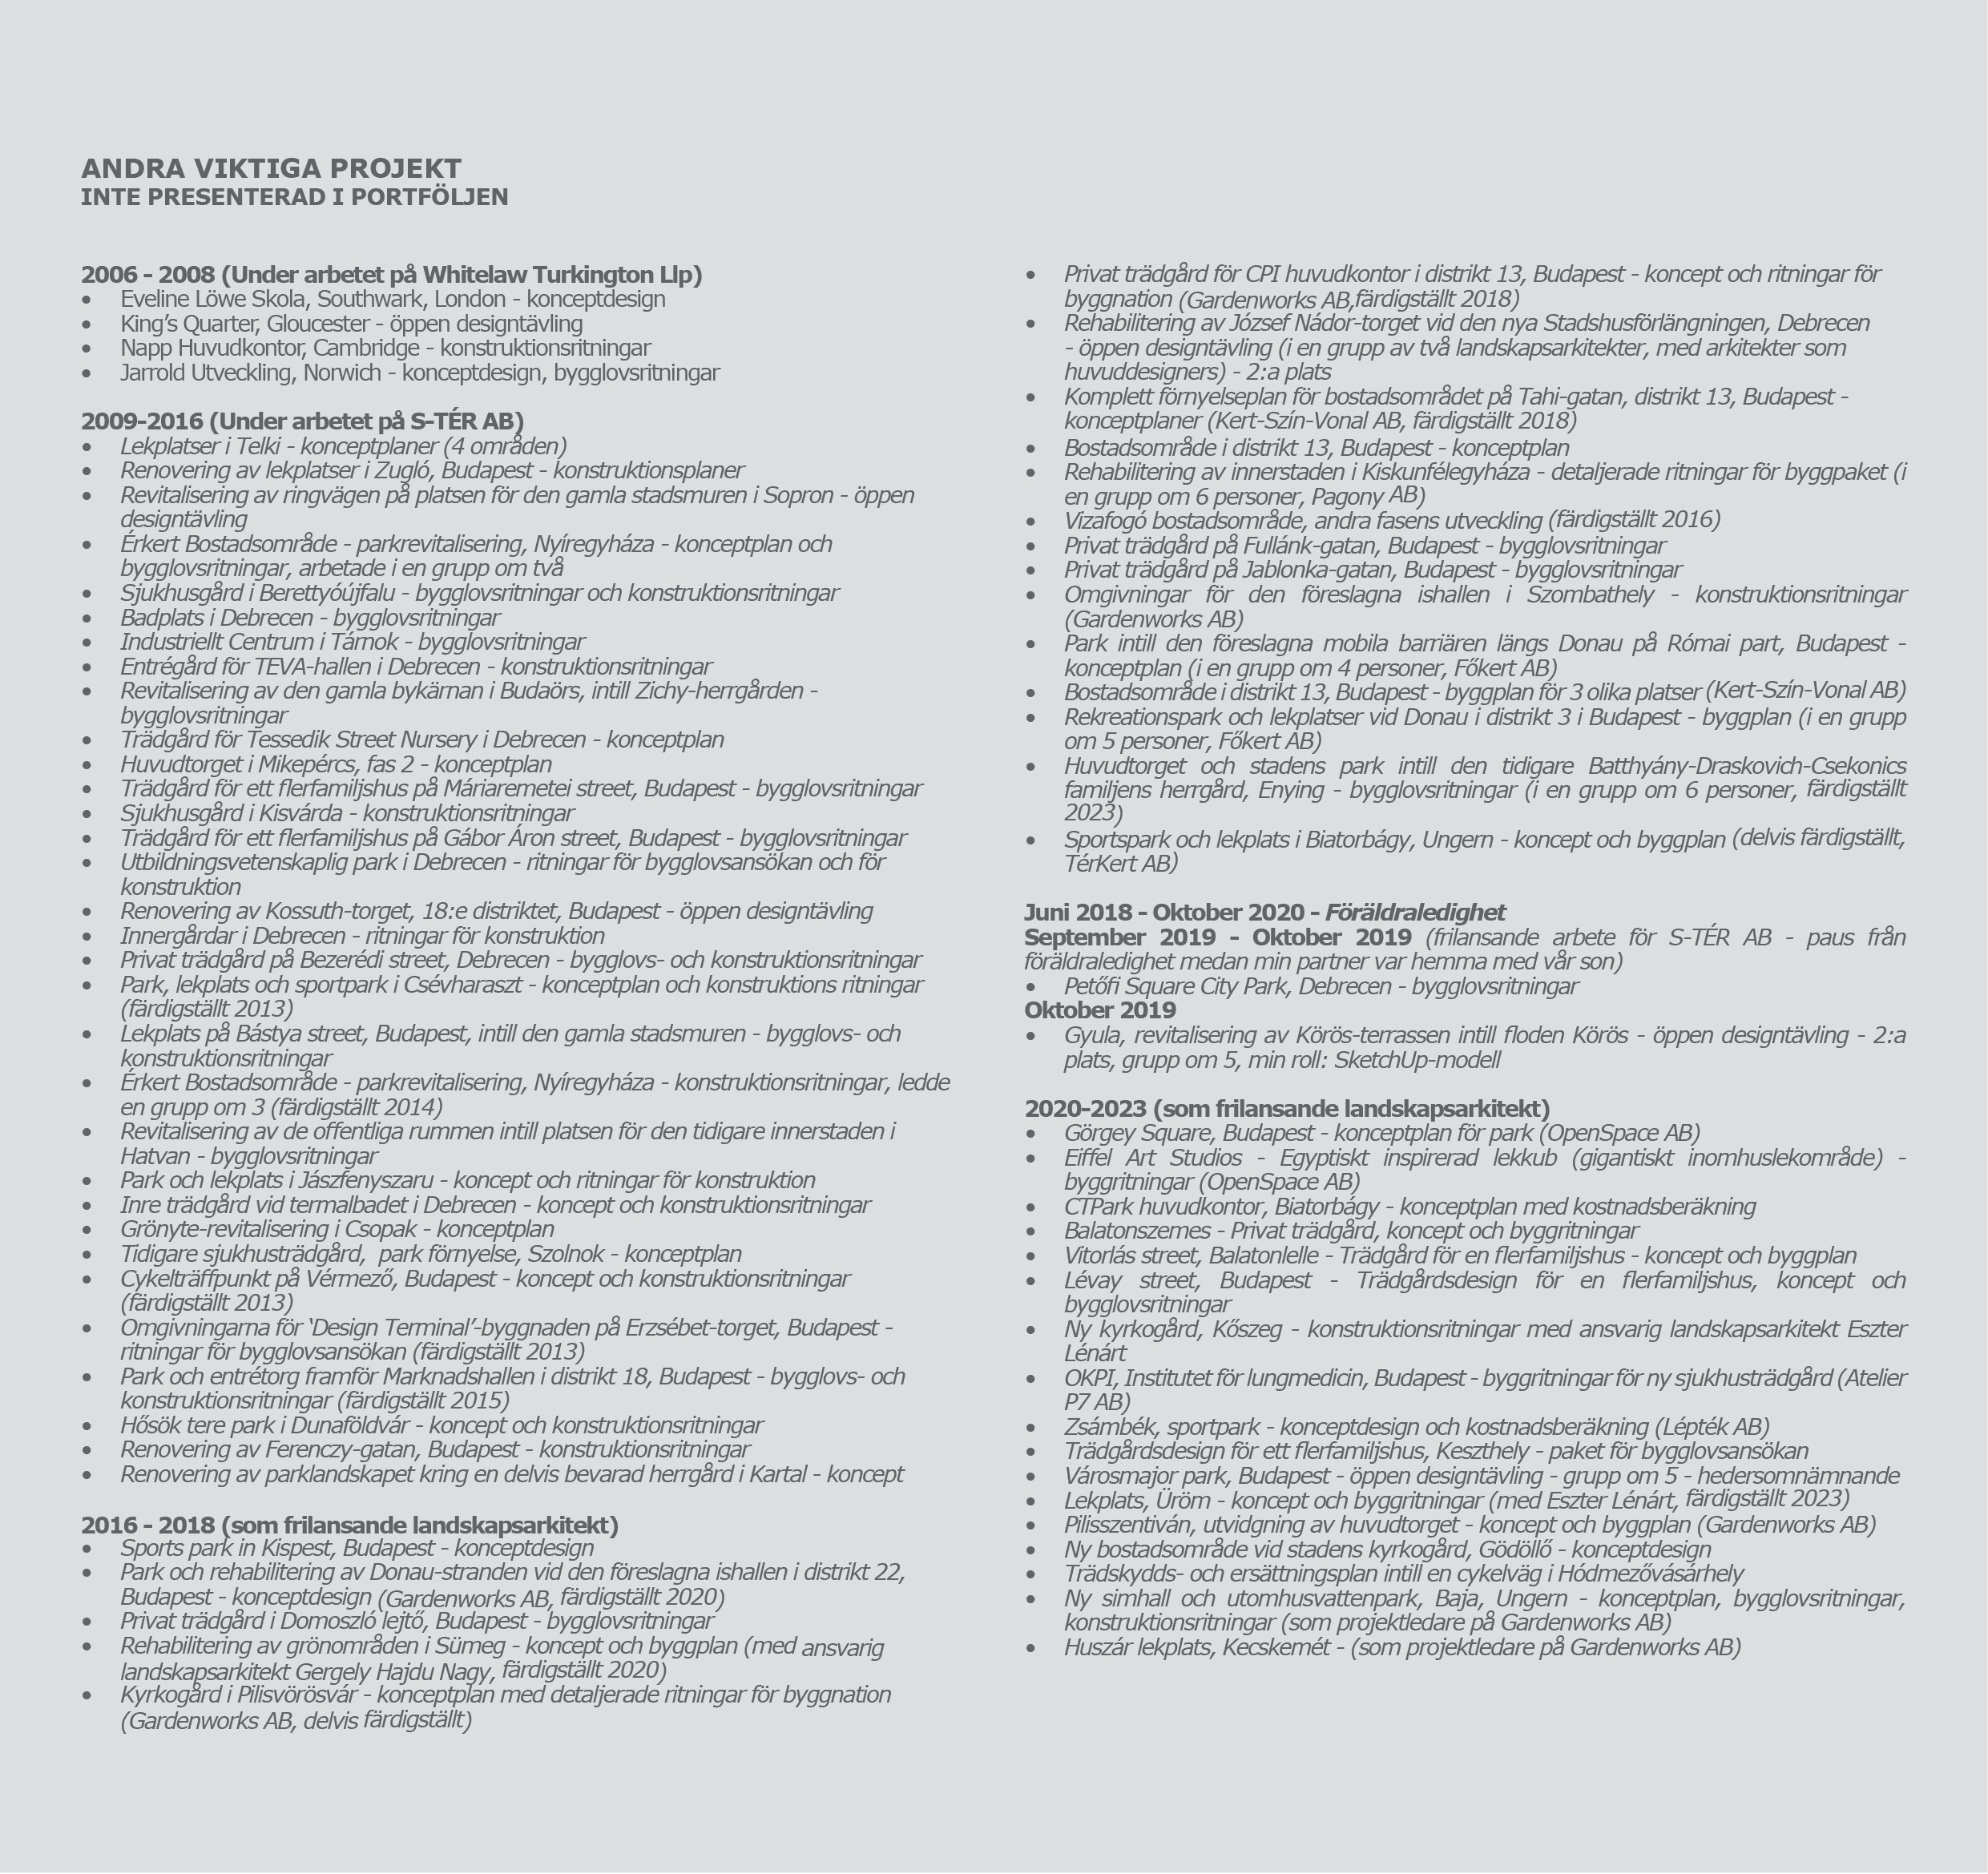 ANDRA VIKTIGA PROJEKT
INTE PRESENTERAD I PORTFÖLJEN
2006 - 2008 (Under arbetet på Whitelaw Turkington Llp)
• Eveline Löwe Skola, Southwark, London - konceptdesign
• King’s Quarter, Gloucester - öppen designtävling
• Napp Huvudkontor, Cambridge - konstruktionsritningar
• Jarrold Utveckling, Norwich - konceptdesign, bygglovsritningar
2009-2016 (Under arbetet på S-TÉR AB)
• Lekplatser i Telki - konceptplaner (4 områden)
• Renovering av lekplatser i Zugló, Budapest - konstruktionsplaner
• Revitalisering av ringvägen på platsen för den gamla stadsmuren i Sopron - öppen
designtävling
• Érkert Bostadsområde - parkrevitalisering, Nyíregyháza - konceptplan och
bygglovsritningar, arbetade i en grupp om två
• Sjukhusgård i Berettyóújfalu - bygglovsritningar och konstruktionsritningar
• Badplats i Debrecen - bygglovsritningar
• Industriellt Centrum i Tárnok - bygglovsritningar
• Entrégård för TEVA-hallen i Debrecen - konstruktionsritningar
• Revitalisering av den gamla bykärnan i Budaörs, intill Zichy-herrgården -
bygglovsritningar
• Trädgård för Tessedik Street Nursery i Debrecen - konceptplan
• Huvudtorget i Mikepércs, fas 2 - konceptplan
• Trädgård för ett flerfamiljshus på Máriaremetei street, Budapest - bygglovsritningar
• Sjukhusgård i Kisvárda - konstruktionsritningar
• Trädgård för ett flerfamiljshus på Gábor Áron street, Budapest - bygglovsritningar
• Utbildningsvetenskaplig park i Debrecen - ritningar för bygglovsansökan och för
konstruktion
• Renovering av Kossuth-torget, 18:e distriktet, Budapest - öppen designtävling
• Innergårdar i Debrecen - ritningar för konstruktion
• Privat trädgård på Bezerédi street, Debrecen - bygglovs- och konstruktionsritningar
• Park, lekplats och sportpark i Csévharaszt - konceptplan och konstruktions ritningar
(färdigställt 2013)
• Lekplats på Bástya street, Budapest, intill den gamla stadsmuren - bygglovs- och
konstruktionsritningar
• Érkert Bostadsområde - parkrevitalisering, Nyíregyháza - konstruktionsritningar, ledde
en grupp om 3 (färdigställt 2014)
• Revitalisering av de offentliga rummen intill platsen för den tidigare innerstaden i
Hatvan - bygglovsritningar
• Park och lekplats i Jászfenyszaru - koncept och ritningar för konstruktion
• Inre trädgård vid termalbadet i Debrecen - koncept och konstruktionsritningar
• Grönyte-revitalisering i Csopak - konceptplan
• Tidigare sjukhusträdgård,  park förnyelse, Szolnok - konceptplan
• Cykelträffpunkt på Vérmező, Budapest - koncept och konstruktionsritningar
(färdigställt 2013)
• Omgivningarna för ‘Design Terminal’-byggnaden på Erzsébet-torget, Budapest -
ritningar för bygglovsansökan (färdigställt 2013)
• Park och entrétorg framför Marknadshallen i distrikt 18, Budapest - bygglovs- och
konstruktionsritningar (färdigställt 2015)
• Hősök tere park i Dunaföldvár - koncept och konstruktionsritningar
• Renovering av Ferenczy-gatan, Budapest - konstruktionsritningar
• Renovering av parklandskapet kring en delvis bevarad herrgård i Kartal - koncept
2016 - 2018 (som frilansande landskapsarkitekt)
• Sports park in Kispest, Budapest - konceptdesign
• Park och rehabilitering av Donau-stranden vid den föreslagna ishallen i distrikt 22,
Budapest - konceptdesign (Gardenworks AB, färdigställt 2020)
• Privat trädgård i Domoszló lejtő, Budapest - bygglovsritningar
• Rehabilitering av grönområden i Sümeg - koncept och byggplan (med ansvarig
landskapsarkitekt Gergely Hajdu Nagy, färdigställt 2020)
• Kyrkogård i Pilisvörösvár - konceptplan med detaljerade ritningar för byggnation
(Gardenworks AB, delvis färdigställt)
• Privat trädgård för CPI huvudkontor i distrikt 13, Budapest - koncept och ritningar för
byggnation (Gardenworks AB,färdigställt 2018)
• Rehabilitering av József Nádor-torget vid den nya Stadshusförlängningen, Debrecen
- öppen designtävling (i en grupp av två landskapsarkitekter, med arkitekter som
huvuddesigners) - 2:a plats
• Komplett förnyelseplan för bostadsområdet på Tahi-gatan, distrikt 13, Budapest -
konceptplaner (Kert-Szín-Vonal AB, färdigställt 2018)
• Bostadsområde i distrikt 13, Budapest - konceptplan
• Rehabilitering av innerstaden i Kiskunfélegyháza - detaljerade ritningar för byggpaket (i
en grupp om 6 personer, Pagony AB)
• Vizafogó bostadsområde, andra fasens utveckling (färdigställt 2016)
• Privat trädgård på Fullánk-gatan, Budapest - bygglovsritningar
• Privat trädgård på Jablonka-gatan, Budapest - bygglovsritningar
• Omgivningar för den föreslagna ishallen i Szombathely - konstruktionsritningar
(Gardenworks AB)
• Park intill den föreslagna mobila barriären längs Donau på Római part, Budapest -
konceptplan (i en grupp om 4 personer, Főkert AB)
• Bostadsområde i distrikt 13, Budapest - byggplan för 3 olika platser (Kert-Szín-Vonal AB)
• Rekreationspark och lekplatser vid Donau i distrikt 3 i Budapest - byggplan (i en grupp
om 5 personer, Főkert AB)
• Huvudtorget och stadens park intill den tidigare Batthyány-Draskovich-Csekonics
familjens herrgård, Enying - bygglovsritningar (i en grupp om 6 personer, färdigställt
2023)
• Sportspark och lekplats i Biatorbágy, Ungern - koncept och byggplan (delvis färdigställt,
TérKert AB)
Juni 2018 - Oktober 2020 - Föräldraledighet
September 2019 - Oktober 2019 (frilansande arbete för S-TÉR AB - paus från
föräldraledighet medan min partner var hemma med vår son)
• Petőfi Square City Park, Debrecen - bygglovsritningar
Oktober 2019
• Gyula, revitalisering av Körös-terrassen intill floden Körös - öppen designtävling - 2:a
plats, grupp om 5, min roll: SketchUp-modell
2020-2023 (som frilansande landskapsarkitekt)
• Görgey Square, Budapest - konceptplan för park (OpenSpace AB)
• Eiffel Art Studios - Egyptiskt inspirerad lekkub (gigantiskt inomhuslekområde) -
byggritningar (OpenSpace AB)
• CTPark huvudkontor, Biatorbágy - konceptplan med kostnadsberäkning
• Balatonszemes - Privat trädgård, koncept och byggritningar
• Vitorlás street, Balatonlelle - Trädgård för en flerfamiljshus - koncept och byggplan
• Lévay street, Budapest - Trädgårdsdesign för en flerfamiljshus, koncept och
bygglovsritningar
• Ny kyrkogård, Kőszeg - konstruktionsritningar med ansvarig landskapsarkitekt Eszter
Lénárt
• OKPI, Institutet för lungmedicin, Budapest - byggritningar för ny sjukhusträdgård (Atelier
P7 AB)
• Zsámbék, sportpark - konceptdesign och kostnadsberäkning (Lépték AB)
• Trädgårdsdesign för ett flerfamiljshus, Keszthely - paket för bygglovsansökan
• Városmajor park, Budapest - öppen designtävling - grupp om 5 - hedersomnämnande
• Lekplats, Üröm - koncept och byggritningar (med Eszter Lénárt, färdigställt 2023)
• Pilisszentiván, utvidgning av huvudtorget - koncept och byggplan (Gardenworks AB)
• Ny bostadsområde vid stadens kyrkogård, Gödöllő - konceptdesign
• Trädskydds- och ersättningsplan intill en cykelväg i Hódmezővásárhely
• Ny simhall och utomhusvattenpark, Baja, Ungern - konceptplan, bygglovsritningar,
konstruktionsritningar (som projektledare på Gardenworks AB)
• Huszár lekplats, Kecskemét - (som projektledare på Gardenworks AB)